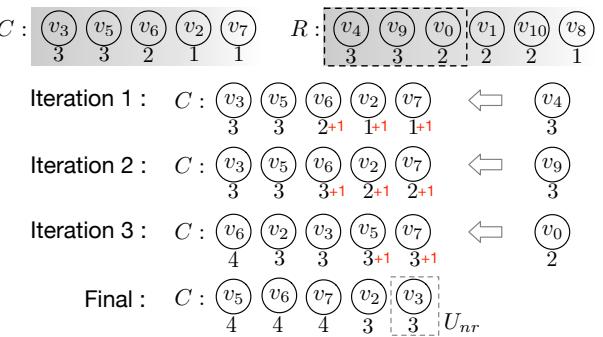 C : v3 v5 v6 v2 v7 R : v4 v9 v0 v1 v10 v8
3 3 2 1 1 3 3 2 2 2 1
Iteration 1 : C : v3 v5 v6 v2 v7 v4
3 3 2+1 1+1 1+1 3
Iteration 2 : C : v3 v5 v6 v2 v7 v9
3 3 3+1 2+1 2+1 3
Iteration 3 : C : v6 v2 v3 v5 v7 v0
4 3 3 3+1 3+1 2
Final : C : v5 v6 v7 v2 v3
4 4 4 3 3 Unr